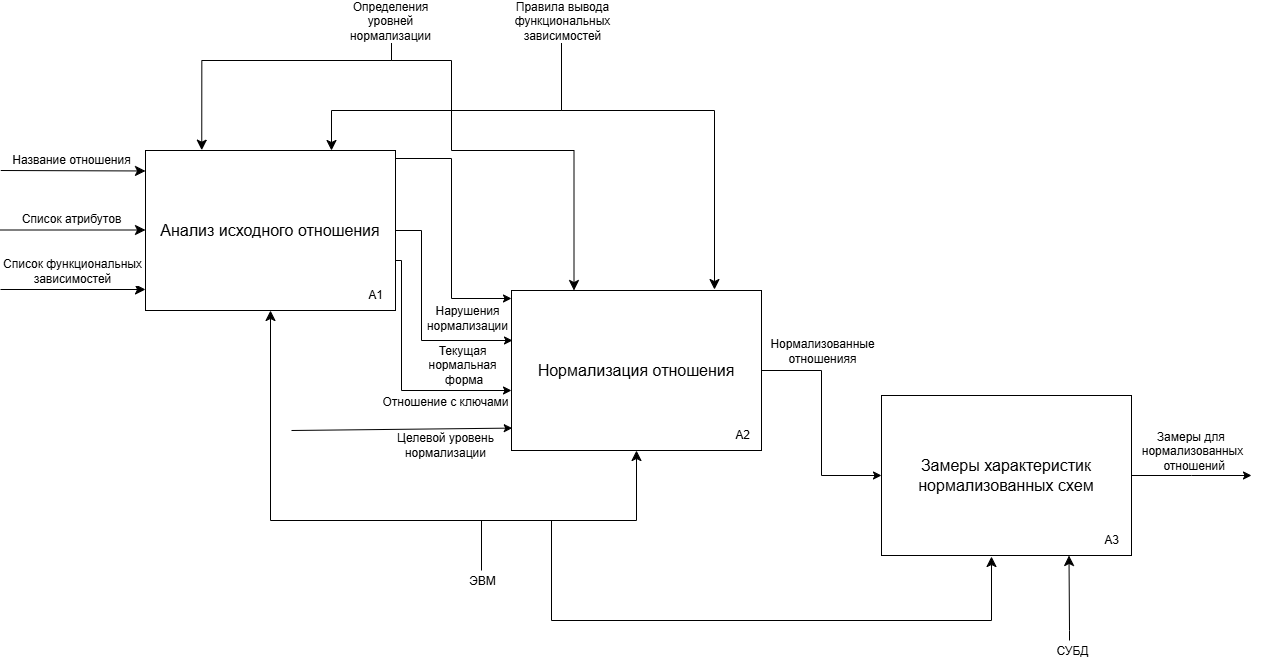 Определения
уровней
нормализации
Правила вывода
функциональных
зависимостей
Название отношения
Список атрибутов
Список функциональных
зависимостей
Анализ исходного отношения
A1
Нарушения
нормализации
Текущая
нормальная
форма
Отношение с ключами
Целевой уровень
нормализации
Нормализация отношения
A2
Нормализованные
отношенияя
Замеры характеристик
нормализованных схем
A3
Замеры для
нормализованных
отношений
ЭВМ
СУБД